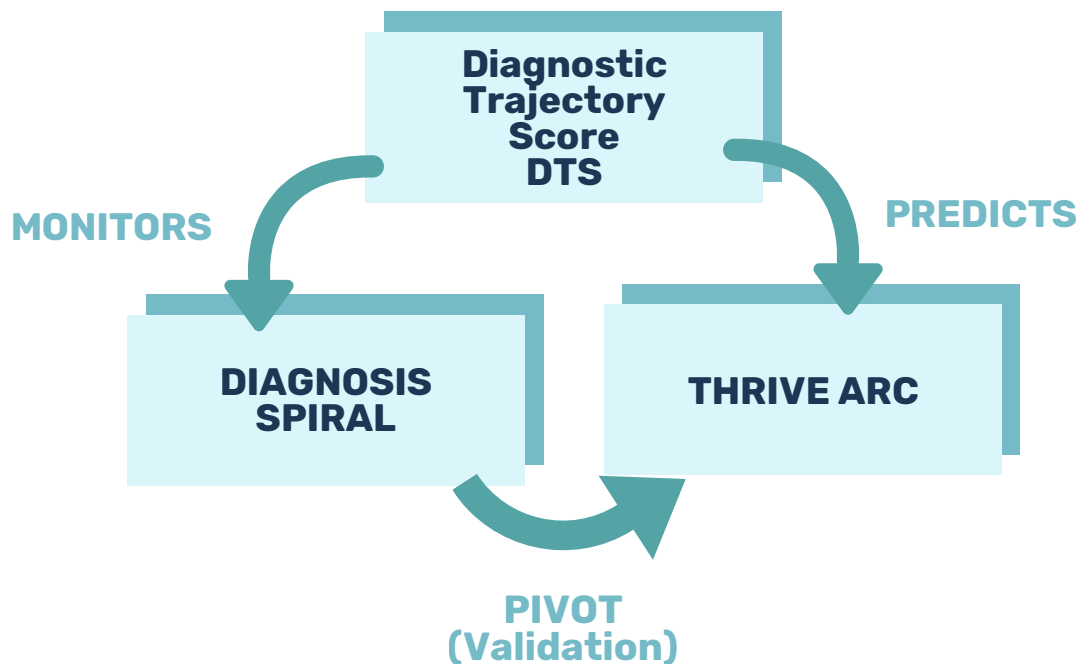 Diagnostic
Trajectory
Score
DTS
MONITORS
PREDICTS
DIAGNOSIS
SPIRAL
THRIVE ARC
PIVOT
(Validation)